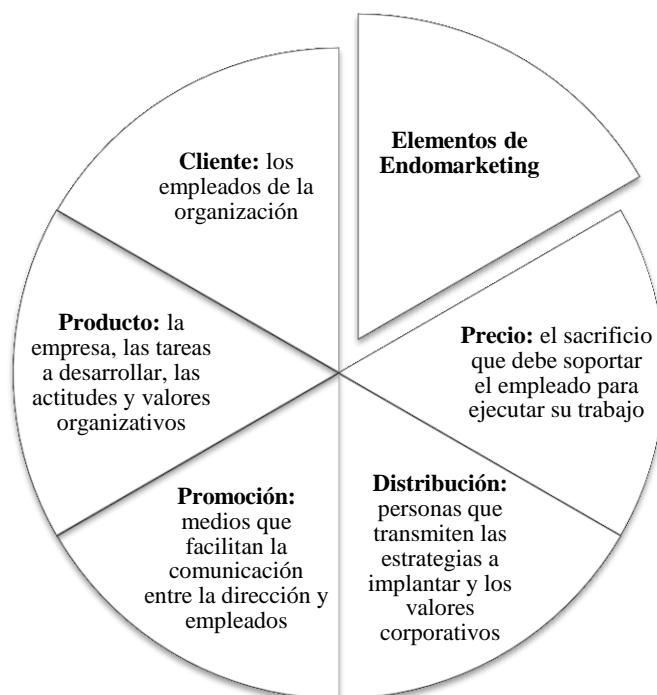 Elementos de
Endomarketing
Precio: el sacrificio
que debe soportar
el empleado para
ejecutar su trabajo
Distribución:
personas que
transmiten las
estrategias a
implantar y los
valores
corporativos
Promoción:
medios que
facilitan la
comunicación
entre la dirección y
empleados
Producto: la
empresa, las tareas
a desarrollar, las
actitudes y valores
organizativos
Cliente: los
empleados de la
organización